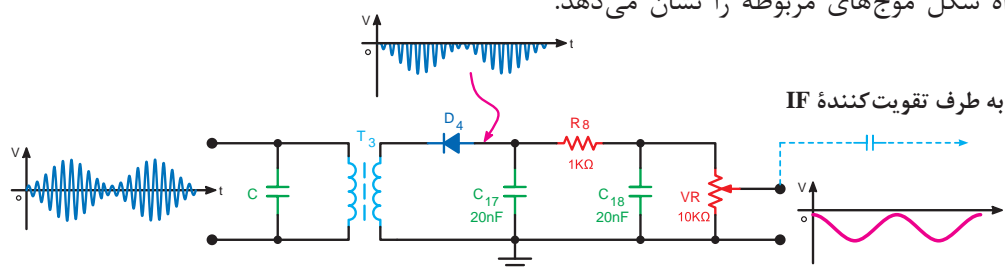 اه شکل موج‌های مربوطه را نشان می‌دهد.
V
o
t
به طرف تقویت‌کنندهٔ IF
D4
T3
R8
1KΩ
V
o
t
C
C17
20nF
C18
20nF
VR
10KΩ
V
o